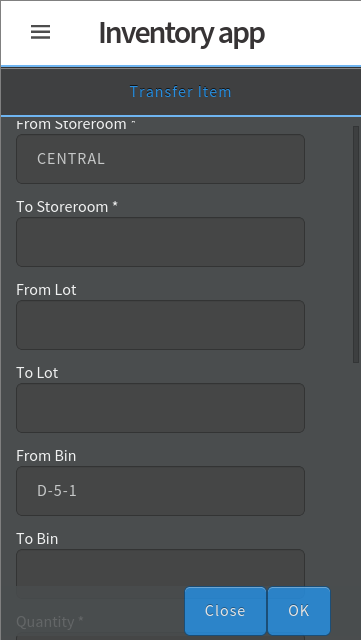 Inventory app
Transfer Item
From Storeroom *
CENTRAL
To Storeroom *
From Lot
To Lot
From Bin
D-5-1
To Bin
Close
OK
Quantity *